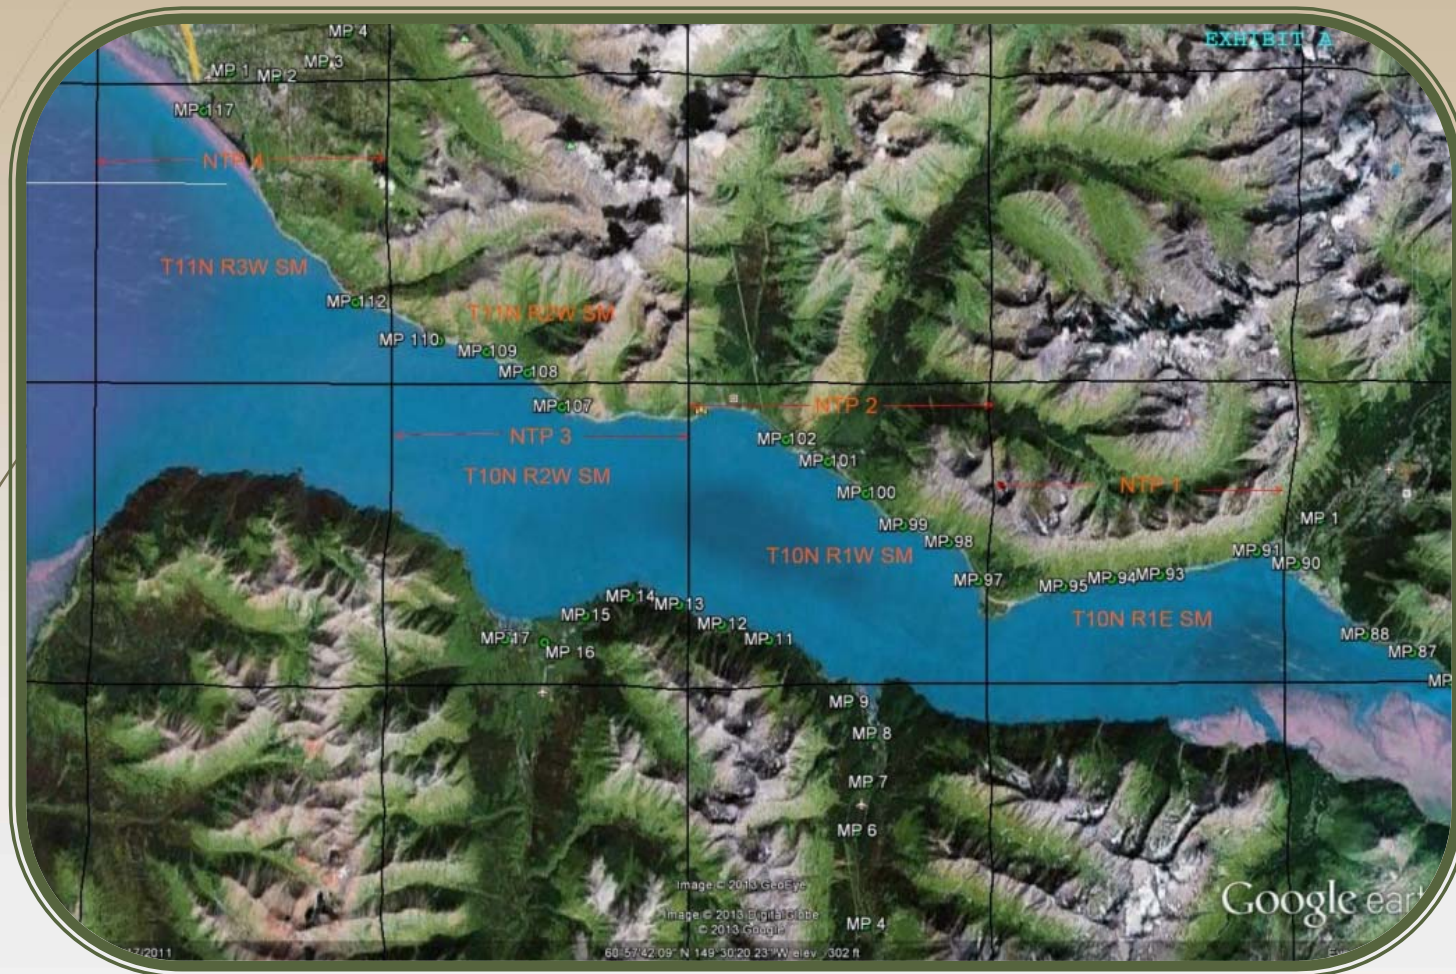 EXHIBIT A
MP 4
MP 3
MP 1
MP 2
MP 117
NTP 4
T11N R3W SM
MP 112
T11N R2W SM
MP 110
MP 109
MP 108
MP 107
NTP 2
NTP 3
MP 102
MP 101
T10N R2W SM
MP 100
NTP 1
MP 99
MP 1
MP 98
MP 91
T10N R1W SM
MP 90
MP 97
MP 95
MP 94
MP 93
MP 14
MP 13
MP 15
T10N R1E SM
MP 12
MP 17
MP 11
MP 88
MP 16
MP 87
MP
MP 9
MP 8
MP 7
MP 6
Image © 2013 GeoEye
Google eart
Image © 2013 DigitalGlobe
MP 4
© 2013 Google
7/2011
60°57'42.09" N 149°30'20.23" W elev 302 ft